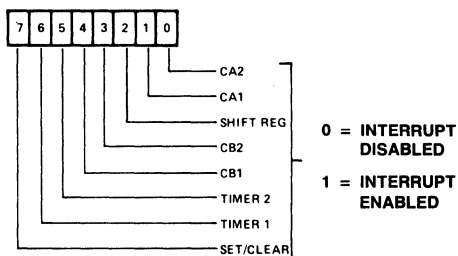 7 6 5 4 3 2 1 0
CA2
CA1
SHIFT REG
CB2
CB1
TIMER 2
TIMER 1
SET/CLEAR
0 = INTERRUPT
DISABLED
1 = INTERRUPT
ENABLED